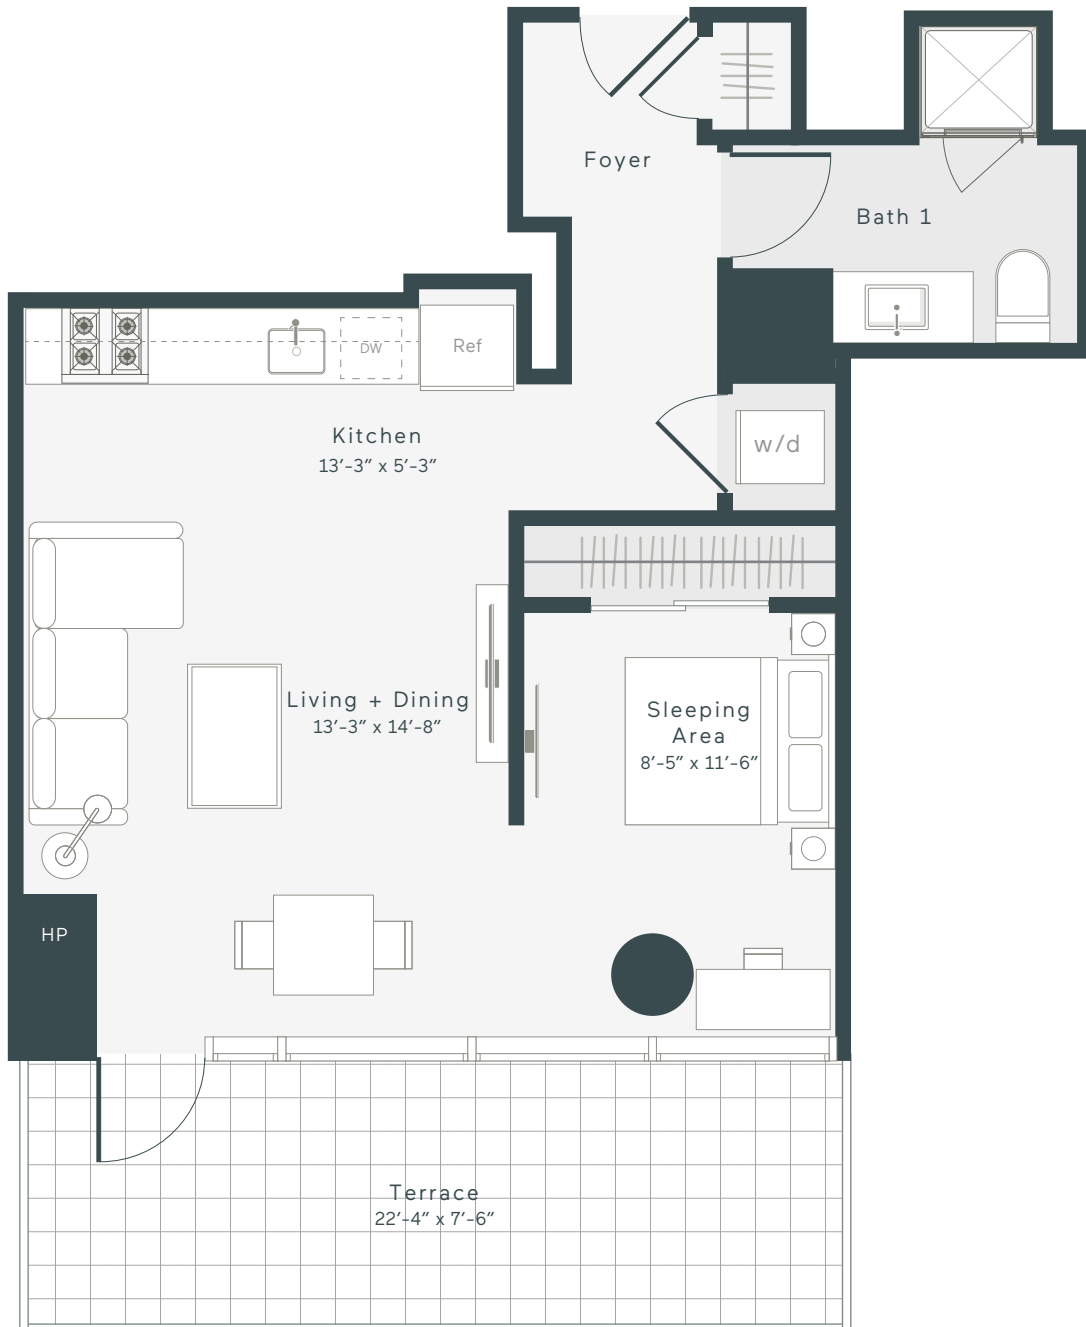 Foyer
Bath 1
DW
Ref
Kitchen
13’-3” x 5’-3”
w/d
Living + Dining
13’-3” x 14’-8”
Sleeping
Area
8’-5” x 11’-6”
HP
Terrace
22’-4” x 7’-6”